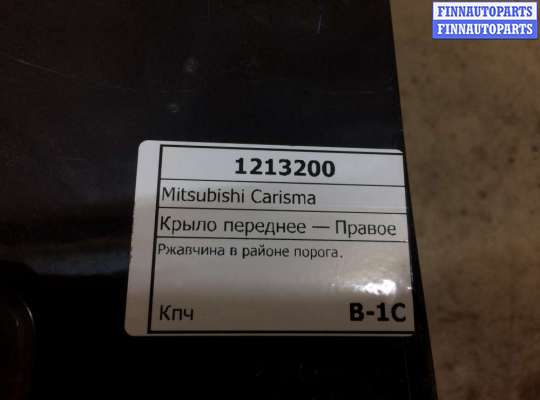 FINNAUTOPARTS
FINNAUTOPARTS
1213200
Mitsubishi Carisma
Крыло переднее — Правое
Ржавчина в районе порога.
Кпч B-1C